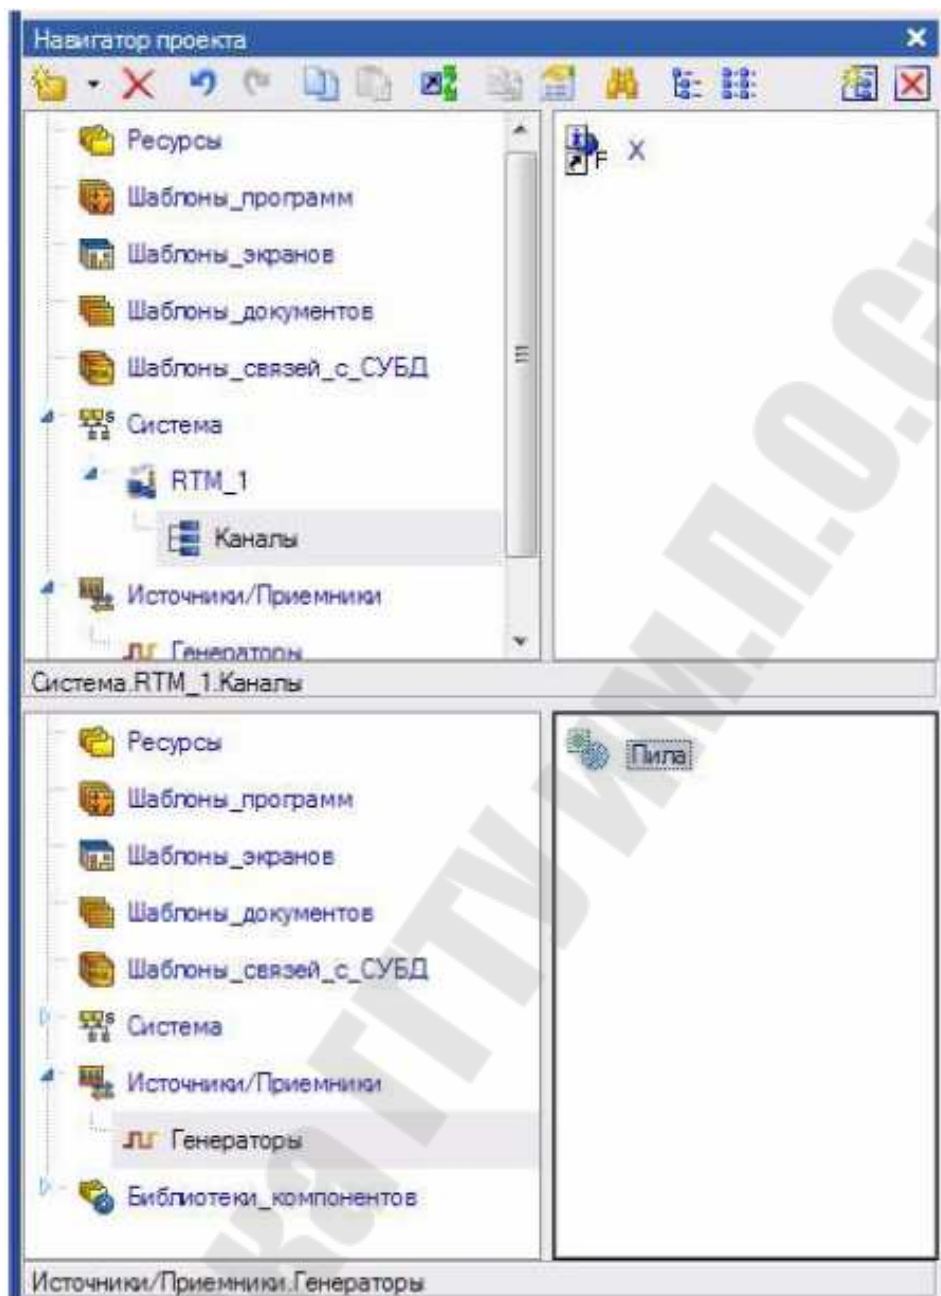 Навигатор проекта
Ресурсы
Шаблоны_программ
Шаблоны_экранов
Шаблоны_документов
Шаблоны_связей_с_СУБД
Система
RTM_1
Каналы
Источники/Приемники
Генераторы
F X
Система.RTM_1.Каналы
Ресурсы
Шаблоны_программ
Шаблоны_экранов
Шаблоны_документов
Шаблоны_связей_с_СУБД
Система
Источники/Приемники
Генераторы
Библиотеки_компонентов
Пила
Источники/Приемники.Генераторы